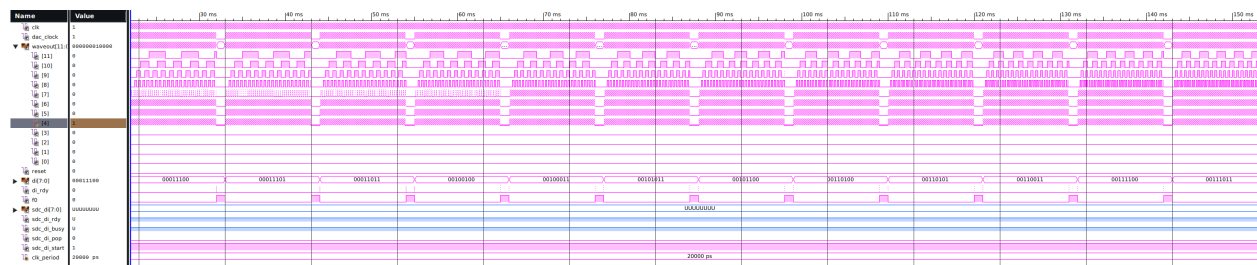 Name Value
30 ms 40 ms 50 ms 60 ms 70 ms 80 ms 90 ms 100 ms 110 ms 120 ms 130 ms 140 ms 150 ms
clk 1
dac_clock 1
waveout[11:0 000000010000
[11] 0
[10] 0
[9] 0
[8] 0
[7] 0
[6] 0
[5] 0
[4] 1
[3] 0
[2] 0
[1] 0
[0] 0
reset 0
di[7:0] 00011100 00011100 00011101 00011011 00100100 00100011 00101011 00101100 00110100 00110101 00110011 00111100 00111011
di_rdy 0
f0 0
sdc_di[7:0] UUUUUUUU UUUUUUUU
sdc_di_rdy U
sdc_di_busy U
sdc_di_pop 0
sdc_di_start 1
clk_period 20000 ps 20000 ps